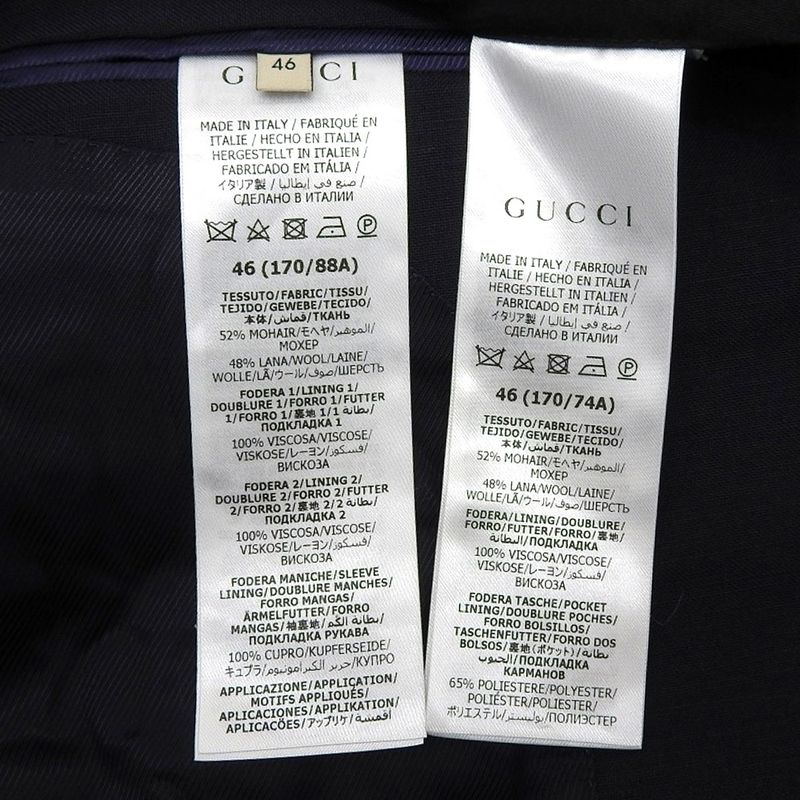 GUCCI
46
MADE IN ITALY / FABRIQUÉ EN
ITALIE / HECHO EN ITALIA /
HERGESTELLT IN ITALIEN /
FABRICADO EM ITÁLIA /
イタリア製 / صنع في إيطاليا /
СДЕЛАНО В ИТАЛИИ
P
46 (170/88A)
TESSUTO/FABRIC/TISSU/
TEJIDO/GEWEBE/TECIDO/
本体/قماش/ТКАНЬ
52% MOHAIR/モヘヤ/الموهير/
МОХЕР
48% LANA/WOOL/LAINE/
WOLLE/LÃ/ウール/صوف/ШЕРСТЬ
FODERA 1/LINING 1/
DOUBLURE 1/FORRO 1/FUTTER
1/FORRO 1/裏地 1/بطانة 1/
ПОДКЛАДКА 1
100% VISCOSA/VISCOSE/
VISKOSE/レーヨン/فسكوز/
ВИСКОЗА
FODERA 2/LINING 2/
DOUBLURE 2/FORRO 2/FUTTER
2/FORRO 2/裏地 2/بطانة 2/
ПОДКЛАДКА 2
100% VISCOSA/VISCOSE/
VISKOSE/レーヨン/فسكوز/
ВИСКОЗА
FODERA MANICHE/SLEEVE
LINING/DOUBLURE MANCHES/
FORRO MANGAS/
ÄRMELFUTTER/FORRO
MANGAS/袖裏地/بطانة الكم/
ПОДКЛАДКА РУКАВА
100% CUPRO/KUPFERSEIDE/
キュプラ/حرير الكبرامونيوم/КУПРО
APPLICAZIONE/APPLICATION/
MOTIFS APPLIQUÉS/
APLICACIONES/APPLIKATION/
APLICAÇÕES/アップリケ/أقمشة/
GUCCI
MADE IN ITALY / FABRIQUÉ EN
ITALIE / HECHO EN ITALIA /
HERGESTELLT IN ITALIEN /
FABRICADO EM ITÁLIA /
イタリア製 / صنع في إيطاليا /
СДЕЛАНО В ИТАЛИИ
P
46 (170/74A)
TESSUTO/FABRIC/TISSU/
TEJIDO/GEWEBE/TECIDO/
本体/قماش/ТКАНЬ
52% MOHAIR/モヘヤ/الموهير/
МОХЕР
48% LANA/WOOL/LAINE/
WOLLE/LÃ/ウール/صوف/ШЕРСТЬ
FODERA/LINING/DOUBLURE/
FORRO/FUTTER/FORRO/裏地/
البطانة/ПОДКЛАДКА
100% VISCOSA/VISCOSE/
VISKOSE/レーヨン/فسكوز/
ВИСКОЗА
FODERA TASCHE/POCKET
LINING/DOUBLURE POCHES/
FORRO BOLSILLOS/
TASCHENFUTTER/FORRO DOS
BOLSOS/裏地(ポケット)/بطانة
الجيوب/ПОДКЛАДКА
КАРМАНОВ
65% POLIESTERE/POLYESTER/
POLIÉSTER/POLIESTER/
ポリエステル/بوليستر/ПОЛИЭСТЕР